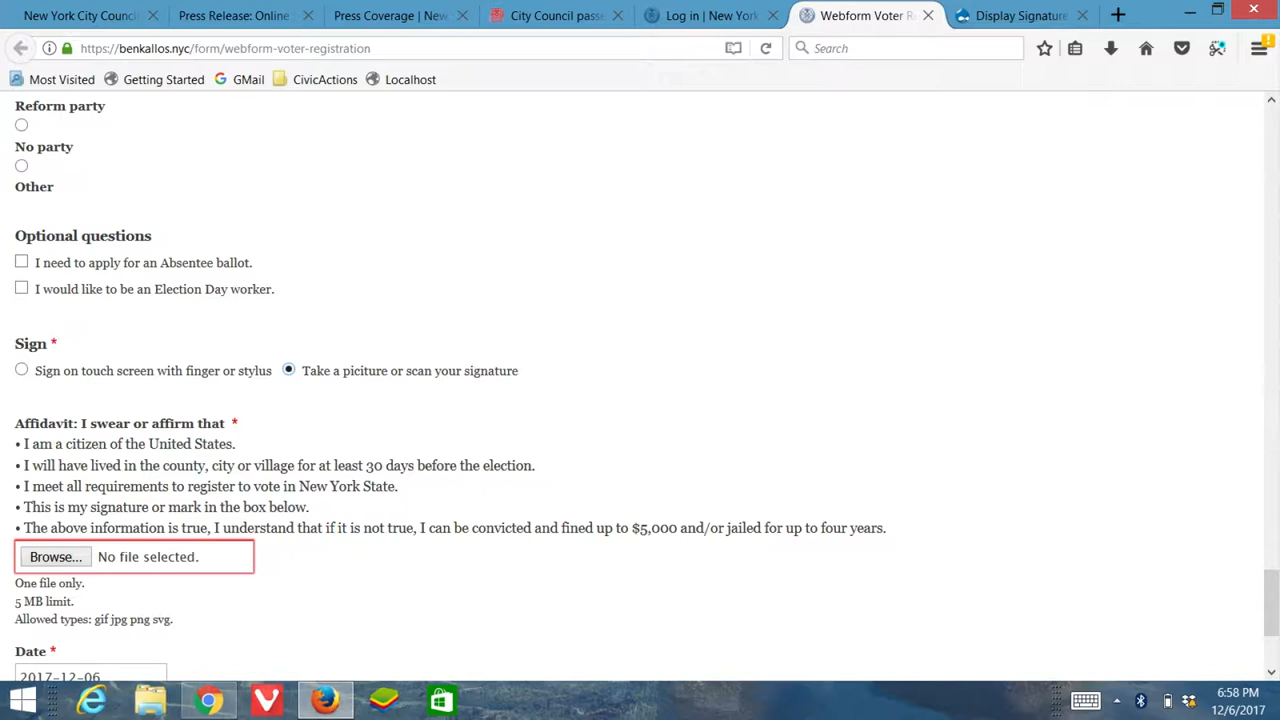 New York City Counci
Press Release: Online
Press Coverage | New
City Council passe
Log in | New York
Webform Voter R
Display Signature
https://benkallos.nyc/form/webform-voter-registration
Search
Most Visited
Getting Started
GMail
CivicActions
Localhost
Reform party
No party
Other
Optional questions
I need to apply for an Absentee ballot.
I would like to be an Election Day worker.
Sign *
Sign on touch screen with finger or stylus
Take a piciture or scan your signature
Affidavit: I swear or affirm that *
• I am a citizen of the United States.
• I will have lived in the county, city or village for at least 30 days before the election.
• I meet all requirements to register to vote in New York State.
• This is my signature or mark in the box below.
• The above information is true, I understand that if it is not true, I can be convicted and fined up to $5,000 and/or jailed for up to four years.
Browse... No file selected.
One file only.
5 MB limit.
Allowed types: gif jpg png svg.
Date *
2017-12-06
6:58 PM
12/6/2017